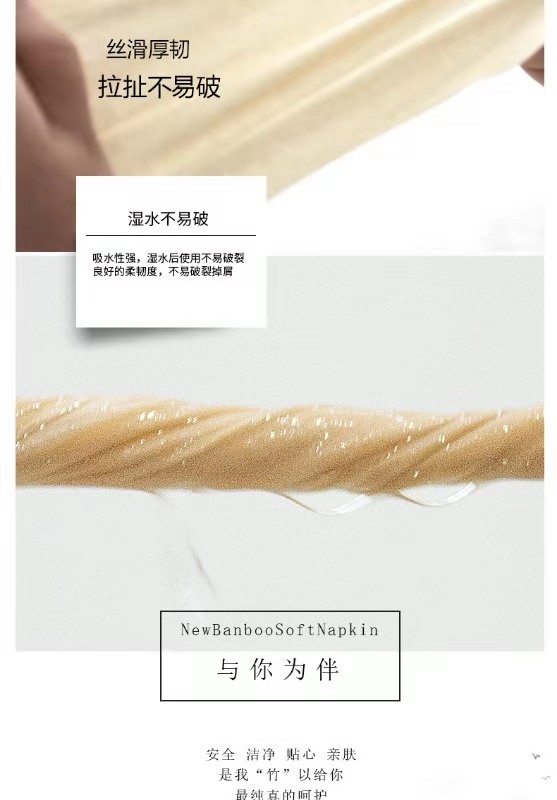 丝滑厚韧
拉扯不易破
湿水不易破
吸水性强，湿水后使用不易破裂
良好的柔韧度，不易破裂掉屑
NewBanbooSoftNapkin
与你为伴
安全 洁净 贴心 亲肤
是我“竹”以给你
最纯真的呵护